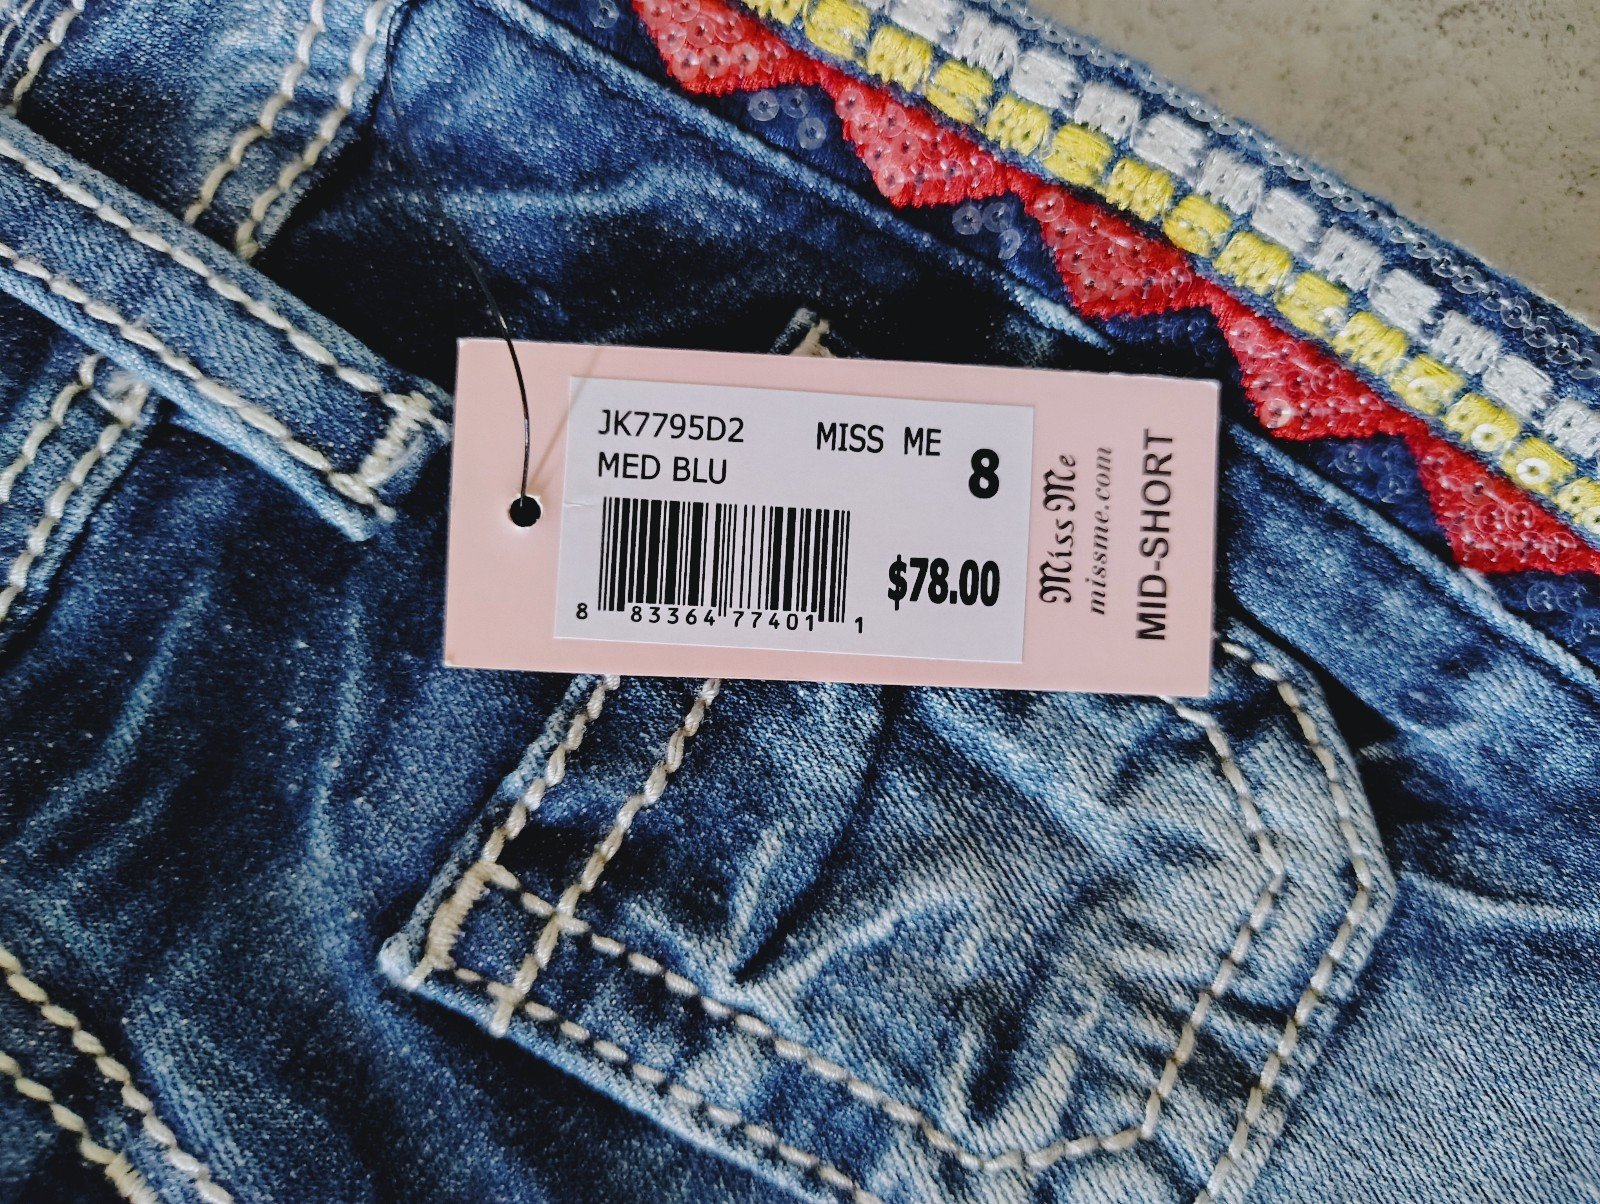 JK7795D2 MISS ME
MED BLU
8
$78.00
8 83364 77401 1
Miss Me
missme.com
MID-SHORT